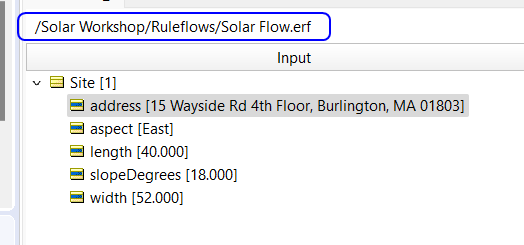 /Solar Workshop/Ruleflows/Solar Flow.erf
Input
Site [1]
address [15 Wayside Rd 4th Floor, Burlington, MA 01803]
aspect [East]
length [40.000]
slopeDegrees [18.000]
width [52.000]